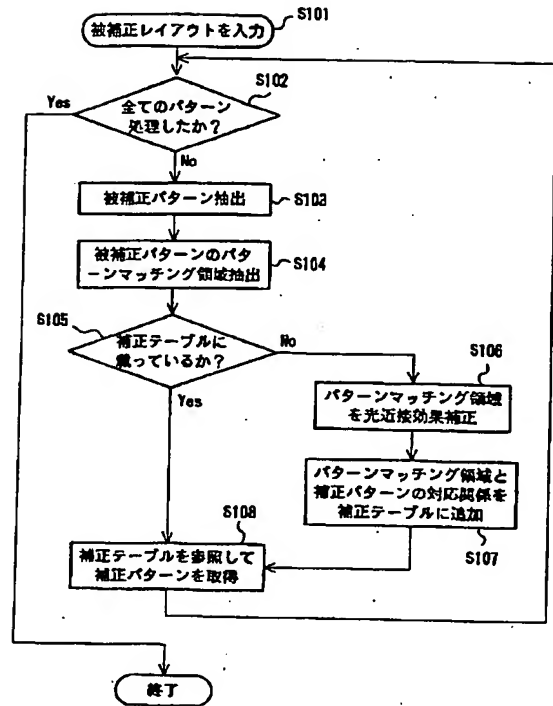 被補正レイアウトを入力
S101
S102
Yes
全てのパターン
処理したか?
No
被補正パターン抽出
S103
被補正パターンのパタ
ーンマッチング領域抽出
S104
S105
補正テーブルに
載っているか?
No
Yes
S106
パターンマッチング領域
を光近接効果補正
パターンマッチング領域と
補正パターンの対応関係を
補正テーブルに追加
S107
S108
補正テーブルを参照して
補正パターンを取得
終了